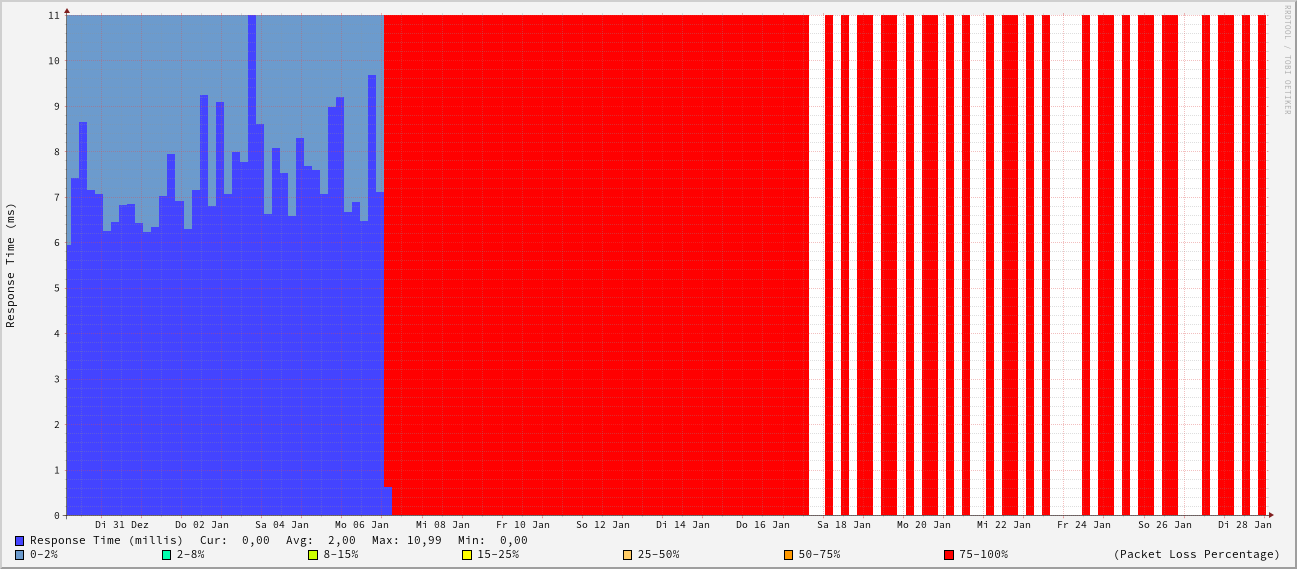 11
10
9
8
7
6
5
4
3
2
1
0
Response Time (ms)
RRDTOOL / TOBI OETIKER
Di 31 Dez Do 02 Jan Sa 04 Jan Mo 06 Jan Mi 08 Jan Fr 10 Jan So 12 Jan Di 14 Jan Do 16 Jan Sa 18 Jan Mo 20 Jan Mi 22 Jan Fr 24 Jan So 26 Jan Di 28 Jan
Response Time (millis) Cur: 0,00 Avg: 2,00 Max: 10,99 Min: 0,00
0-2% 2-8% 8-15% 15-25% 25-50% 50-75% 75-100% (Packet Loss Percentage)